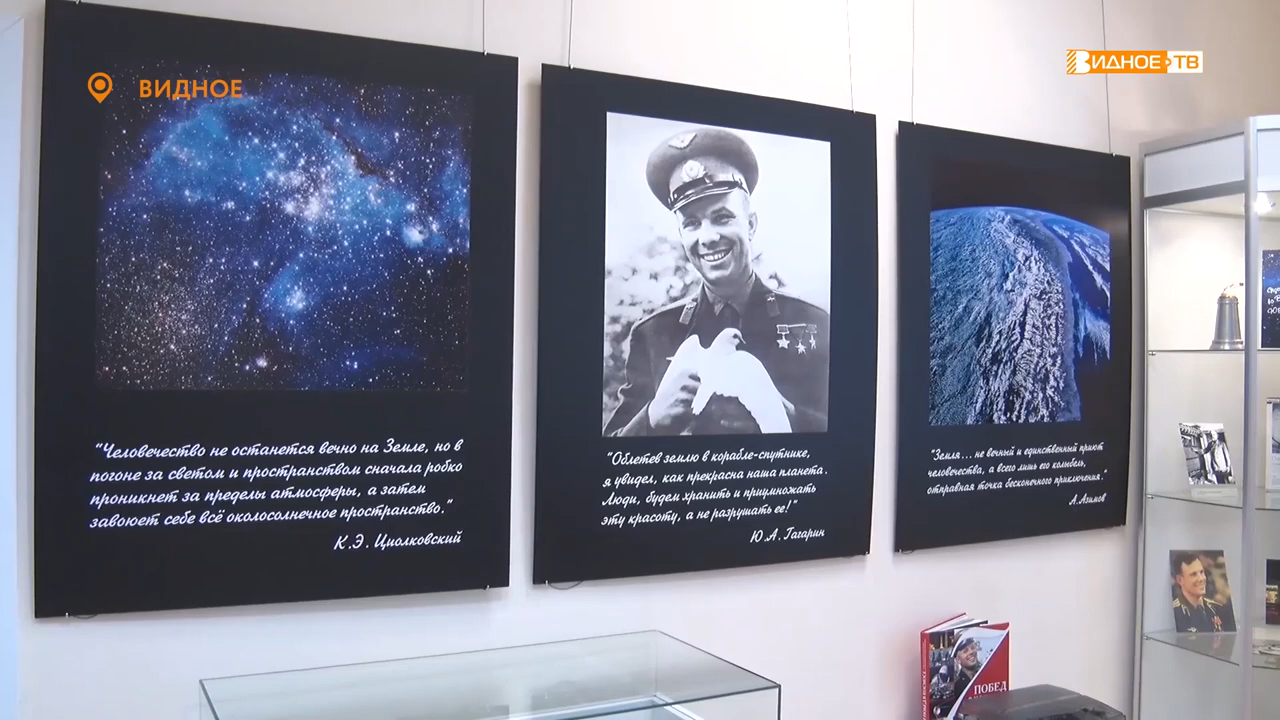 ВИДНОЕ
ВИДНОЕ ТВ
"Человечество не останется вечно на Земле, но в
погоне за светом и пространством сначала робко
проникнет за пределы атмосферы, а затем
завоюет себе всё околосолнечное пространство."
К.Э. Циолковский
"Облетев землю в корабле-спутнике,
я увидел, как прекрасна наша планета.
Люди, будем хранить и приумножать
эту красоту, а не разрушать ее!"
Ю.А. Гагарин
"Земля... не вечный и единственный приют
человечества, а всего лишь его колыбель,
отправная точка бесконечного приключения."
А. Азимов
ПОБЕД